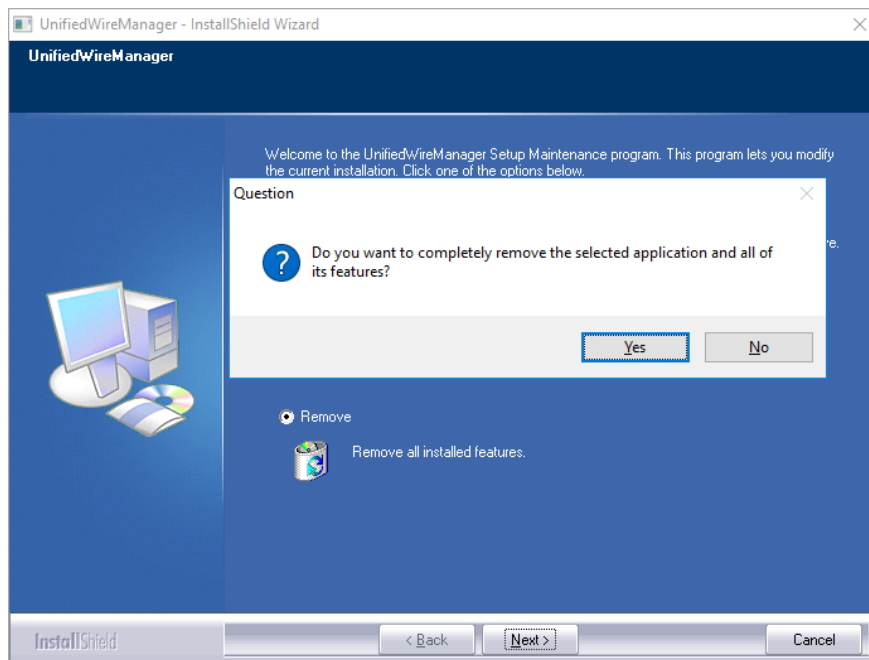 UnifiedWireManager - InstallShield Wizard
UnifiedWireManager
Welcome to the UnifiedWireManager Setup Maintenance program. This program lets you modify
the current installation. Click one of the options below.
Question
Do you want to completely remove the selected application and all of
its features?
Yes
No
Remove
Remove all installed features.
InstallShield
< Back
Next >
Cancel